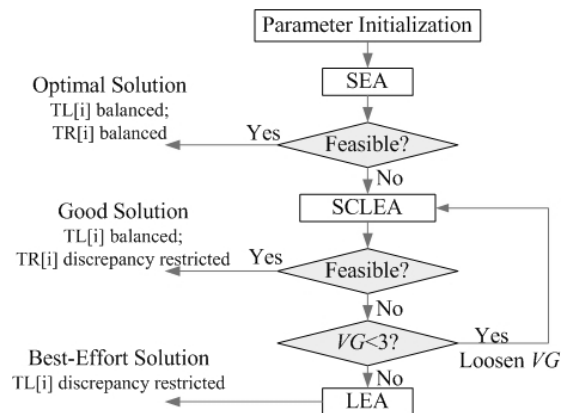 Parameter Initialization
SEA
Optimal Solution
TL[i] balanced;
TR[i] balanced
Yes
Feasible?
No
SCLEA
Good Solution
TL[i] balanced;
TR[i] discrepancy restricted
Yes
Feasible?
No
VG<3?
Yes
Loosen VG
Best-Effort Solution
TL[i] discrepancy restricted
No
LEA